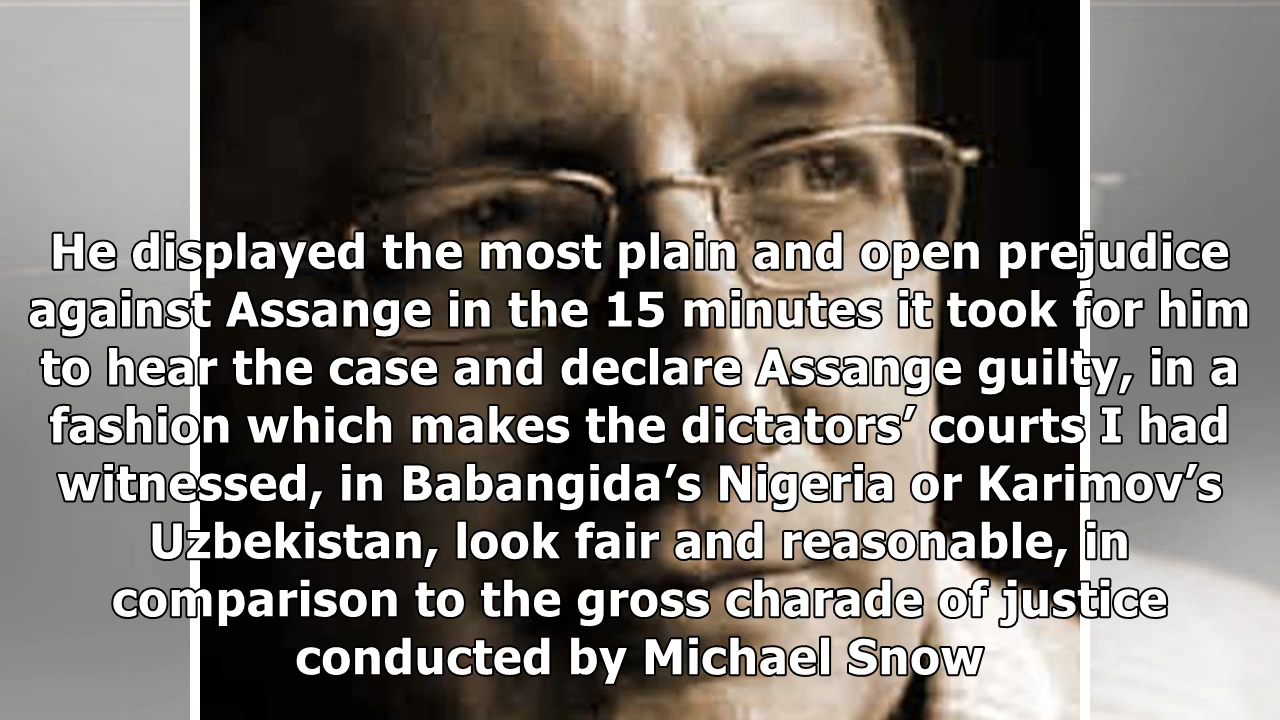 He displayed the most plain and open prejudice
against Assange in the 15 minutes it took for him
to hear the case and declare Assange guilty, in a
fashion which makes the dictators’ courts I had
witnessed, in Babangida’s Nigeria or Karimov’s
Uzbekistan, look fair and reasonable, in
comparison to the gross charade of justice
conducted by Michael Snow